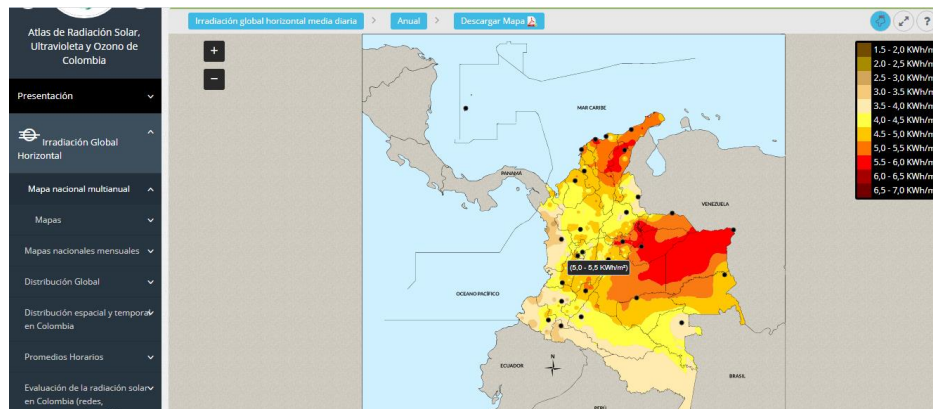 Atlas de Radiación Solar,
Ultravioleta y Ozono de
Colombia
Presentación
Irradiación Global
Horizontal
Mapa nacional multianual
Mapas
Mapas nacionales mensuales
Distribución Global
Distribución espacial y temporal
en Colombia
Promedios Horarios
Evaluación de la radiación solar
en Colombia (redes,
Irradiación global horizontal media diaria > Anual > Descargar Mapa
?
+
−
MAR CARIBE
PANAMÁ
VENEZUELA
(5,0 - 5,5 KWh/m²)
OCEANO PACÍFICO
N
ECUADOR
BRASIL
PERÚ
1.5 - 2,0 KWh/m
2.0 - 2,5 KWh/m
2.5 - 3,0 KWh/m
3.0 - 3.5 KWh/m
3.5 - 4,0 KWh/m
4,0 - 4,5 KWh/m
4.5 - 5,0 KWh/m
5,0 - 5,5 KWh/m
5.5 - 6,0 KWh/m
6,0 - 6,5 KWh/m
6,5 - 7,0 KWh/m